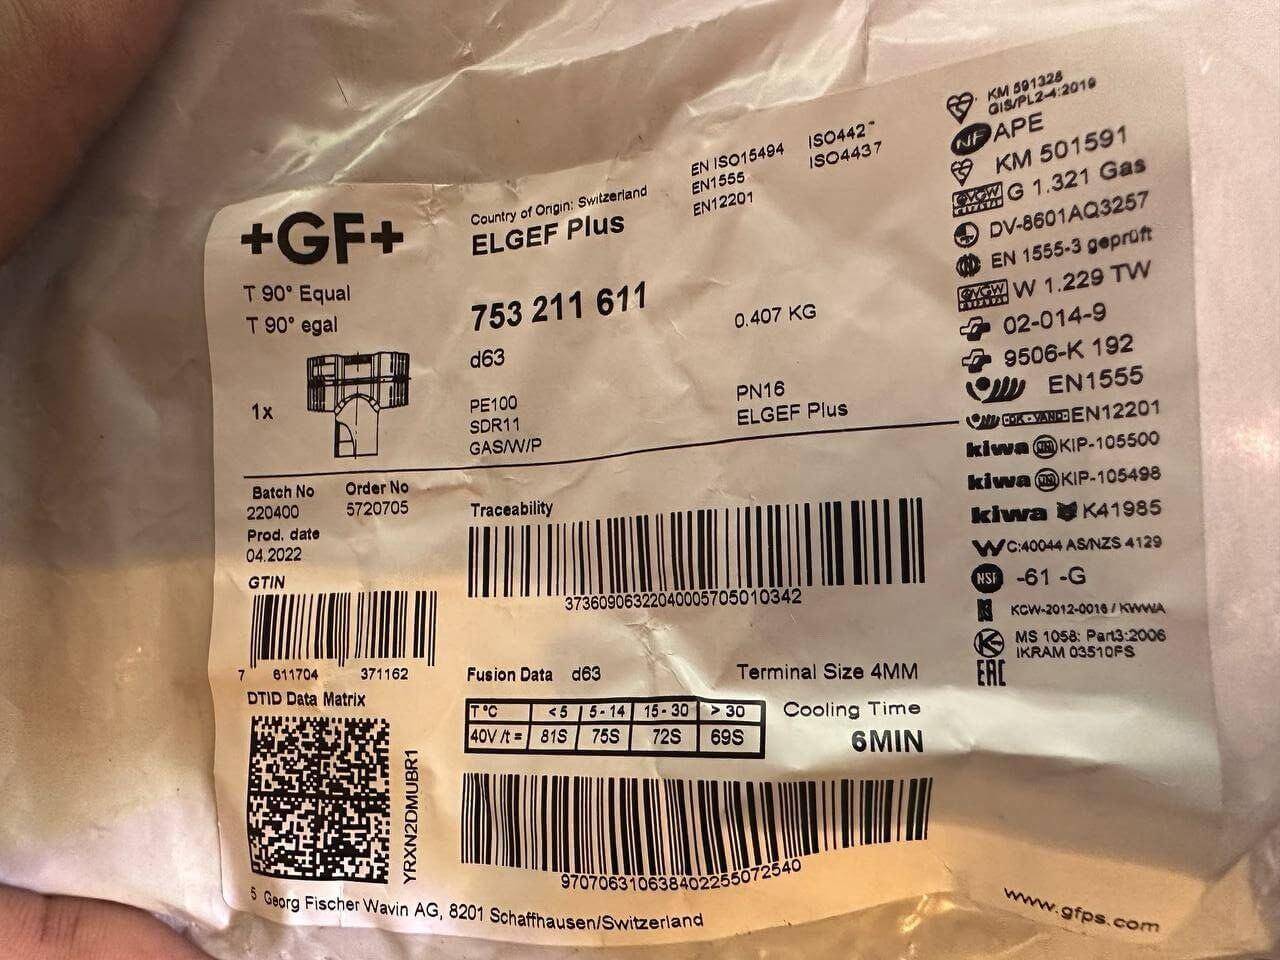 +GF+
T 90° Equal
T 90° egal
1x
Country of Origin: Switzerland
ELGEF Plus
753 211 611
d63
PE100
SDR11
GAS/W/P
EN ISO15494
EN1555
EN12201
ISO4437
0.407 KG
PN16
ELGEF Plus
KM 591328
GIS/PL2-4:2019
NF APE
KM 501591
DVGW G 1.321 Gas
DV-8601AQ3257
EN 1555-3 geprüft
DVGW W 1.229 TW
02-014-9
9506-K 192
EN1555
EN12201
kiwa KIP-105500
kiwa KIP-105498
kiwa K41985
WC:40044 AS/NZS 4129
NSF -61 -G
KCW-2012-0016 / KWWA
MS 1058: Part3:2006
IKRAM 03510PS
EAC
Batch No
220400
Order No
5720705
Prod. date
04.2022
GTIN
7 611704 371162
DTID Data Matrix
YRXN2DMUBR1
Traceability
37360906322040005705010342
Fusion Data d63
Terminal Size 4MM
T °C <5 5-14 15-30 >30
40V /t = 81S 75S 72S 69S
Cooling Time
6MIN
970706310638402255072540
5 Georg Fischer Wavin AG, 8201 Schaffhausen/Switzerland
www.gfps.com